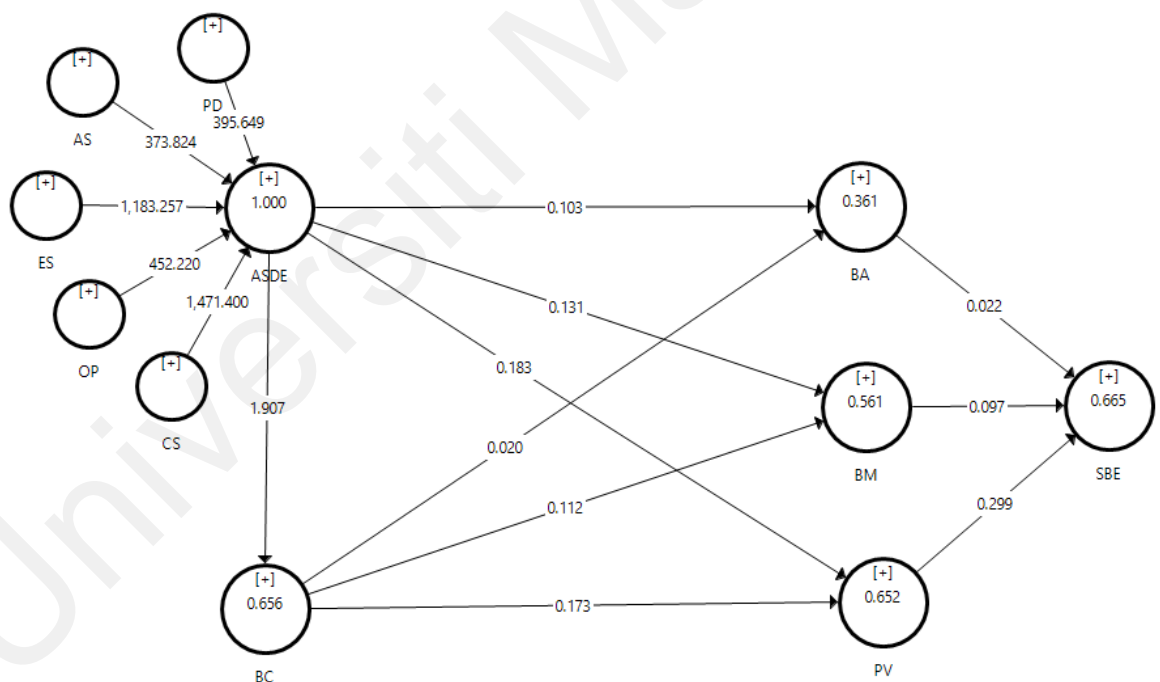 [+]
PD
[+]
AS
395.649
373.824
[+]
ES
1,183.257
[+]
1.000
ASDE
0.103
[+]
0.361
BA
452.220
[+]
OP
1,471.400
[+]
CS
0.131
0.183
0.022
1.907
[+]
0.561
BM
0.097
[+]
0.665
SBE
0.020
0.112
0.299
[+]
0.656
BC
0.173
[+]
0.652
PV
Universiti M